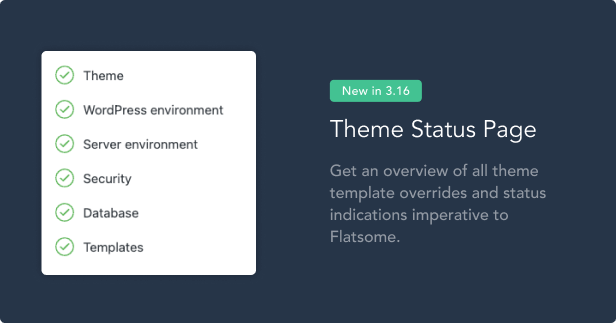 Theme
WordPress environment
Server environment
Security
Database
Templates
New in 3.16
Theme Status Page
Get an overview of all theme
template overrides and status
indications imperative to
Flatsome.